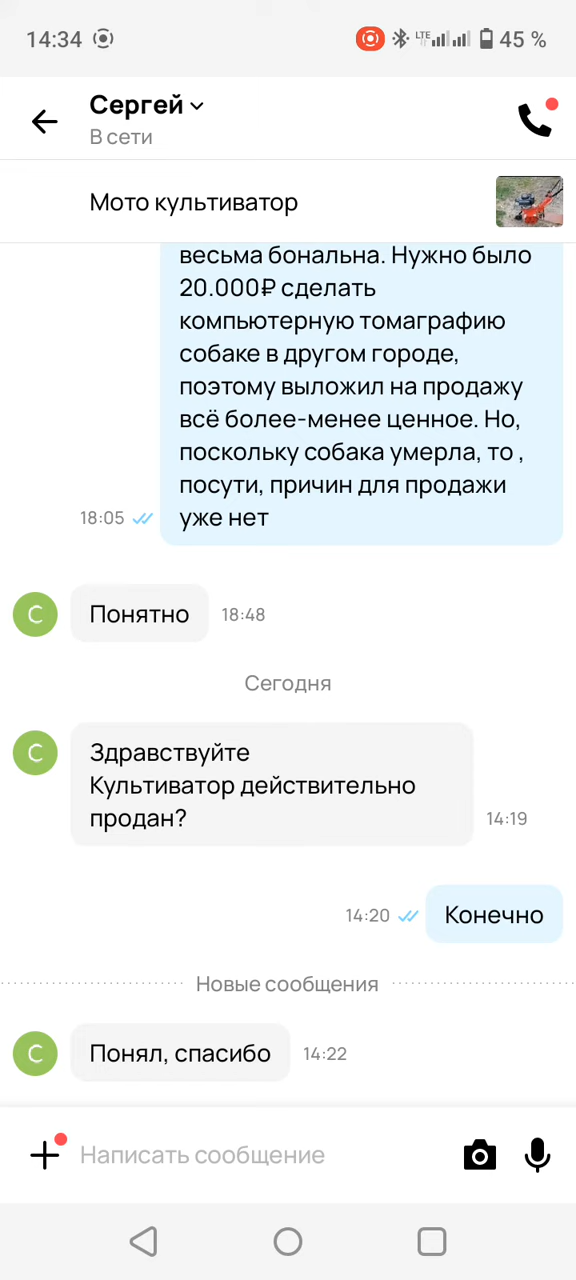 14:34
LTE
45 %
Сергей
В сети
Мото культиватор
весьма бональна. Нужно было
20.000₽ сделать
компьютерную томаграфию
собаке в другом городе,
поэтому выложил на продажу
всё более-менее ценное. Но,
поскольку собака умерла, то ,
посути, причин для продажи
уже нет
18:05
С
Понятно
18:48
Сегодня
С
Здравствуйте
Культиватор действительно
продан?
14:19
14:20
Конечно
Новые сообщения
С
Понял, спасибо
14:22
Написать сообщение